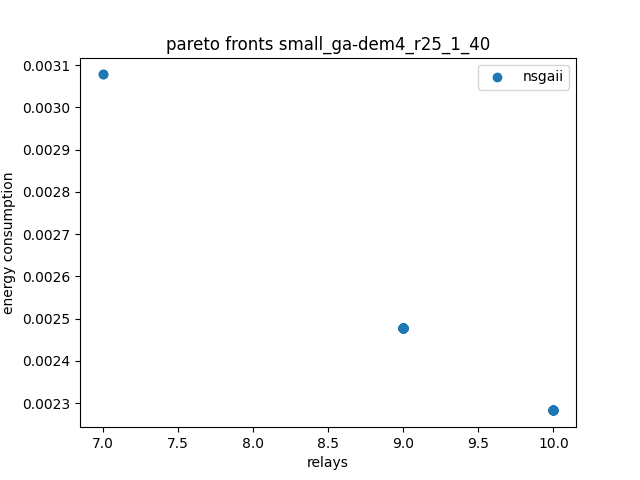 pareto fronts small_ga-dem4_r25_1_40
nsgaii
energy consumption
0.0031
0.0030
0.0029
0.0028
0.0027
0.0026
0.0025
0.0024
0.0023
7.0 7.5 8.0 8.5 9.0 9.5 10.0
relays